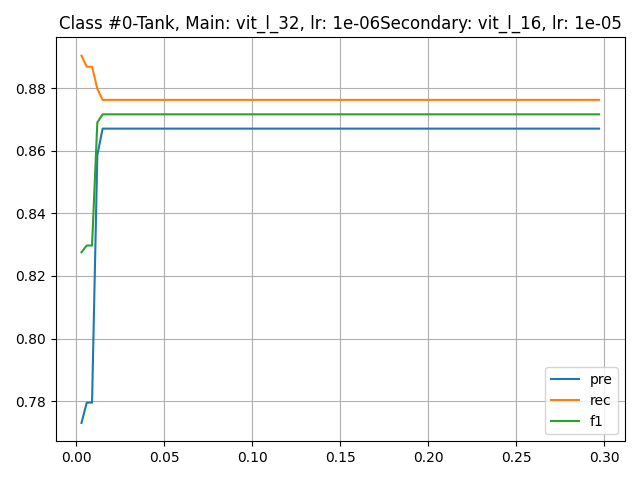 Class #0-Tank, Main: vit_l_32, lr: 1e-06Secondary: vit_l_16, lr: 1e-05
0.88
0.86
0.84
0.82
0.80
0.78
pre
rec
f1
0.00 0.05 0.10 0.15 0.20 0.25 0.30